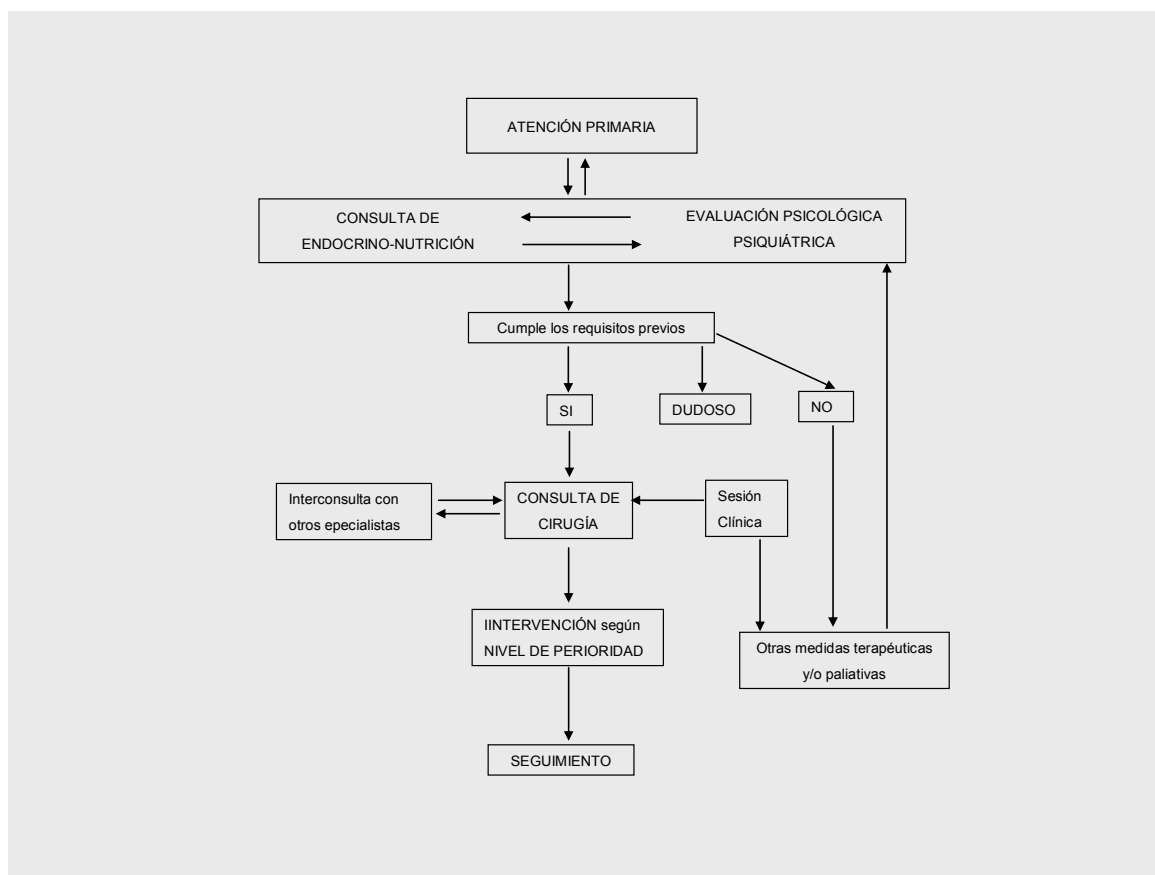 ATENCIÓN PRIMARIA
CONSULTA DE
ENDOCRINO-NUTRICIÓN
EVALUACIÓN PSICOLÓGICA
PSIQUIÁTRICA
Cumple los requisitos previos
SI
DUDOSO
NO
Interconsulta con
otros epecialistas
CONSULTA DE
CIRUGÍA
Sesión
Clínica
IINTERVENCIÓN según
NIVEL DE PERIORIDAD
Otras medidas terapéuticas
y/o paliativas
SEGUIMIENTO